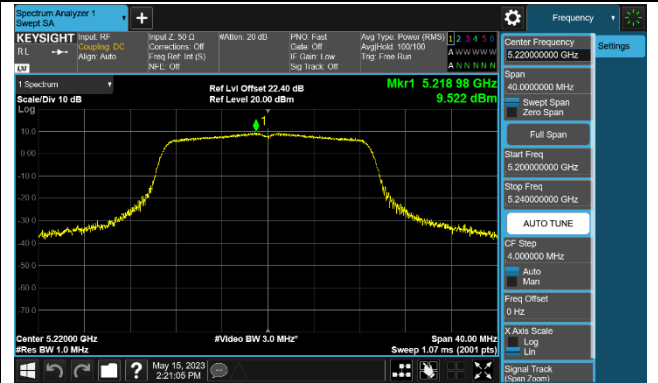 Spectrum Analyzer 1
Swept SA
Frequency
KEYSIGHT
RL
LXI
Input: RF
Coupling: DC
Align: Auto
Input Z: 50 Ω
Corrections: Off
Freq Ref: Int (S)
NFE: Off
#Atten: 20 dB
PNO: Fast
Gate: Off
IF Gain: Low
Sig Track: Off
Avg Type: Power (RMS)
Avg|Hold: 100/100
Trig: Free Run
1 2 3 4 5 6
A W W W W W
A N N N N N
1 Spectrum
Scale/Div 10 dB
Log
Ref Lvl Offset 22.40 dB
Ref Level 20.00 dBm
Mkr1 5.218 98 GHz
9.522 dBm
1
10.0
0.00
-10.0
-20.0
-30.0
-40.0
-50.0
-60.0
-70.0
Center 5.22000 GHz
#Res BW 1.0 MHz
#Video BW 3.0 MHz*
Span 40.00 MHz
Sweep 1.07 ms (2001 pts)
May 15, 2023
2:21:05 PM
Center Frequency
5.220000000 GHz
Settings
Span
40.0000000 MHz
Swept Span
Zero Span
Full Span
Start Freq
5.200000000 GHz
Stop Freq
5.240000000 GHz
AUTO TUNE
CF Step
4.000000 MHz
Auto
Man
Freq Offset
0 Hz
X Axis Scale
Log
Lin
Signal Track
(Span Zoom)